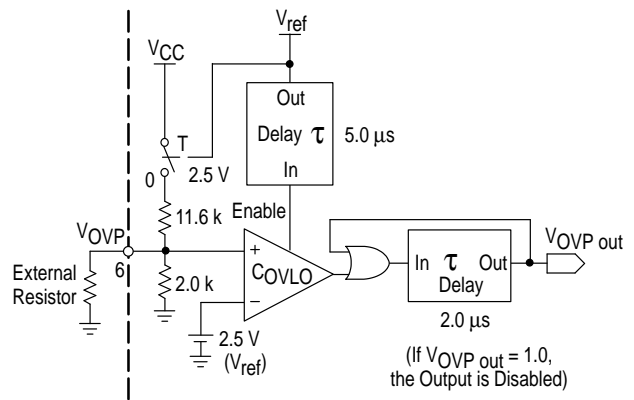 Vref
VCC
Out
Delay τ
In
5.0 μs
T
0
2.5 V
VOVP
11.6 k
Enable
6
External
Resistor
2.0 k
+
COVLO
–
2.5 V
(Vref)
In
τ
Out
Delay
2.0 μs
VOVP out
(If VOVP out = 1.0,
the Output is Disabled)